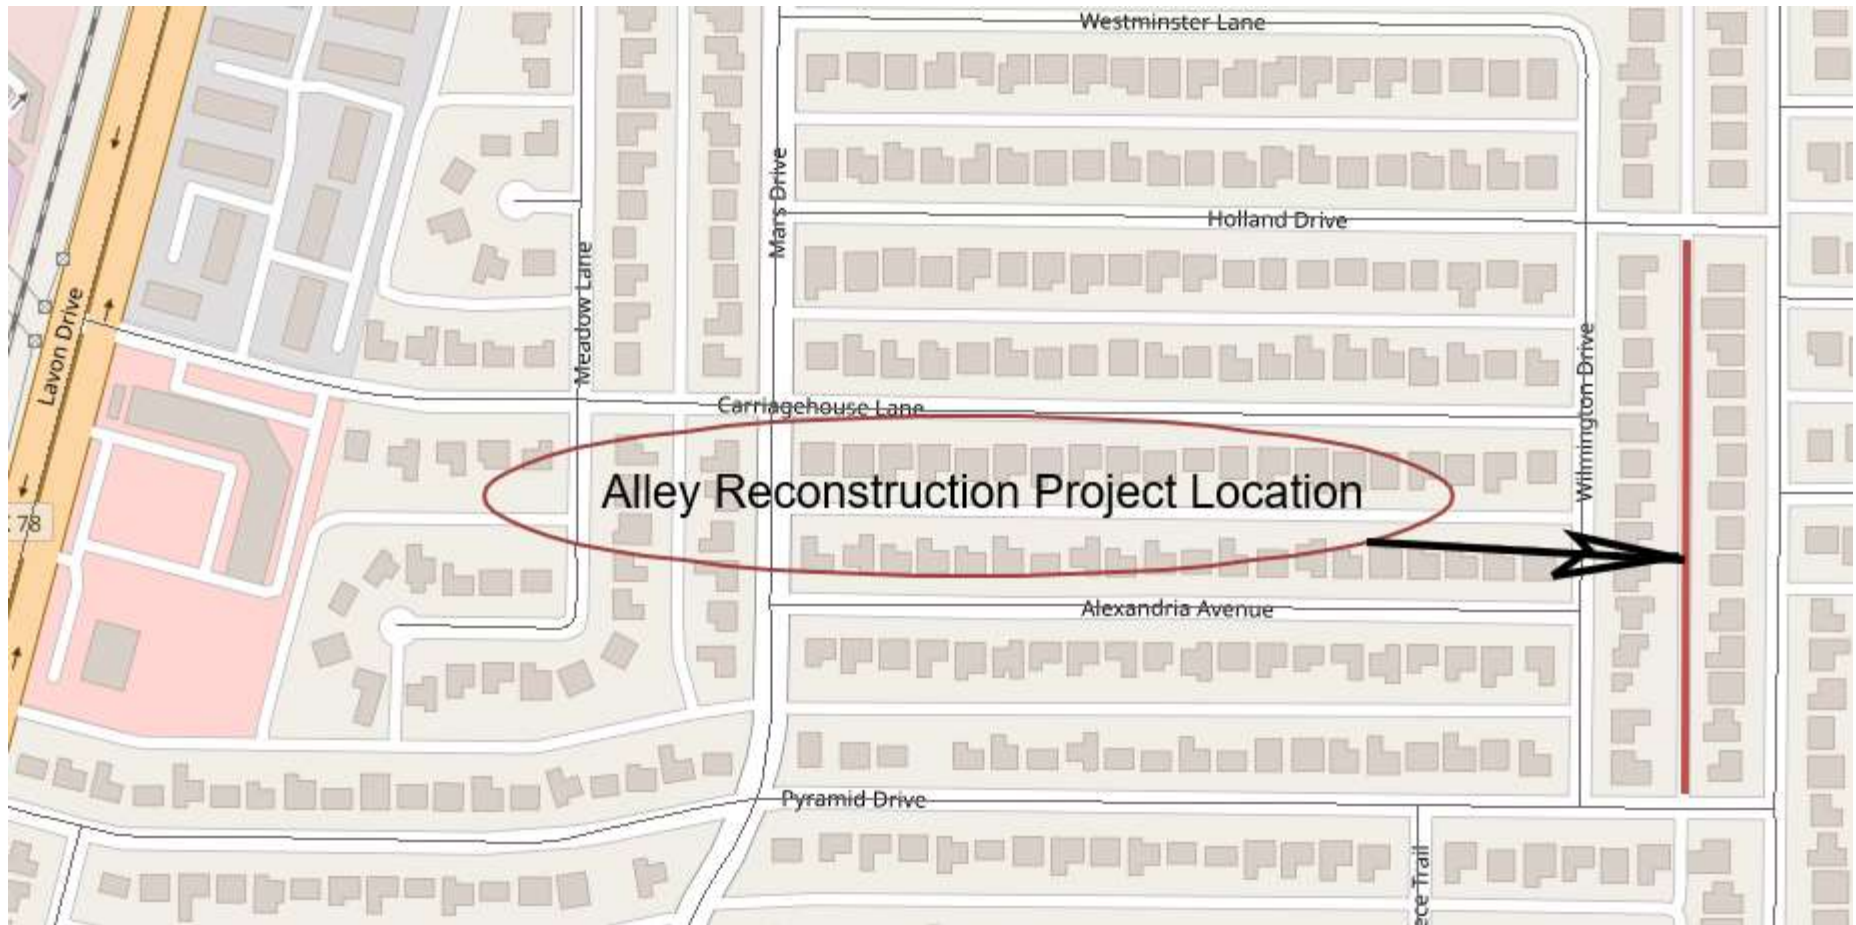 Westminster Lane
Mars Drive
Holland Drive
Meadow Lane
Lavon Drive
Wilmington Drive
Carriagehouse Lane
Alley Reconstruction Project Location
78
Alexandria Avenue
Pyramid Drive
Trail